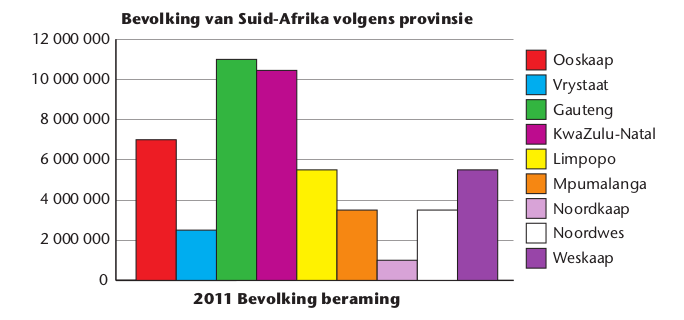 Bevolking van Suid-Afrika volgens provinsie
12 000 000
10 000 000
8 000 000
6 000 000
4 000 000
2 000 000
0
Ooskaap
Vrystaat
Gauteng
KwaZulu-Natal
Limpopo
Mpumalanga
Noordkaap
Noordwes
Weskaap
2011 Bevolking beraming